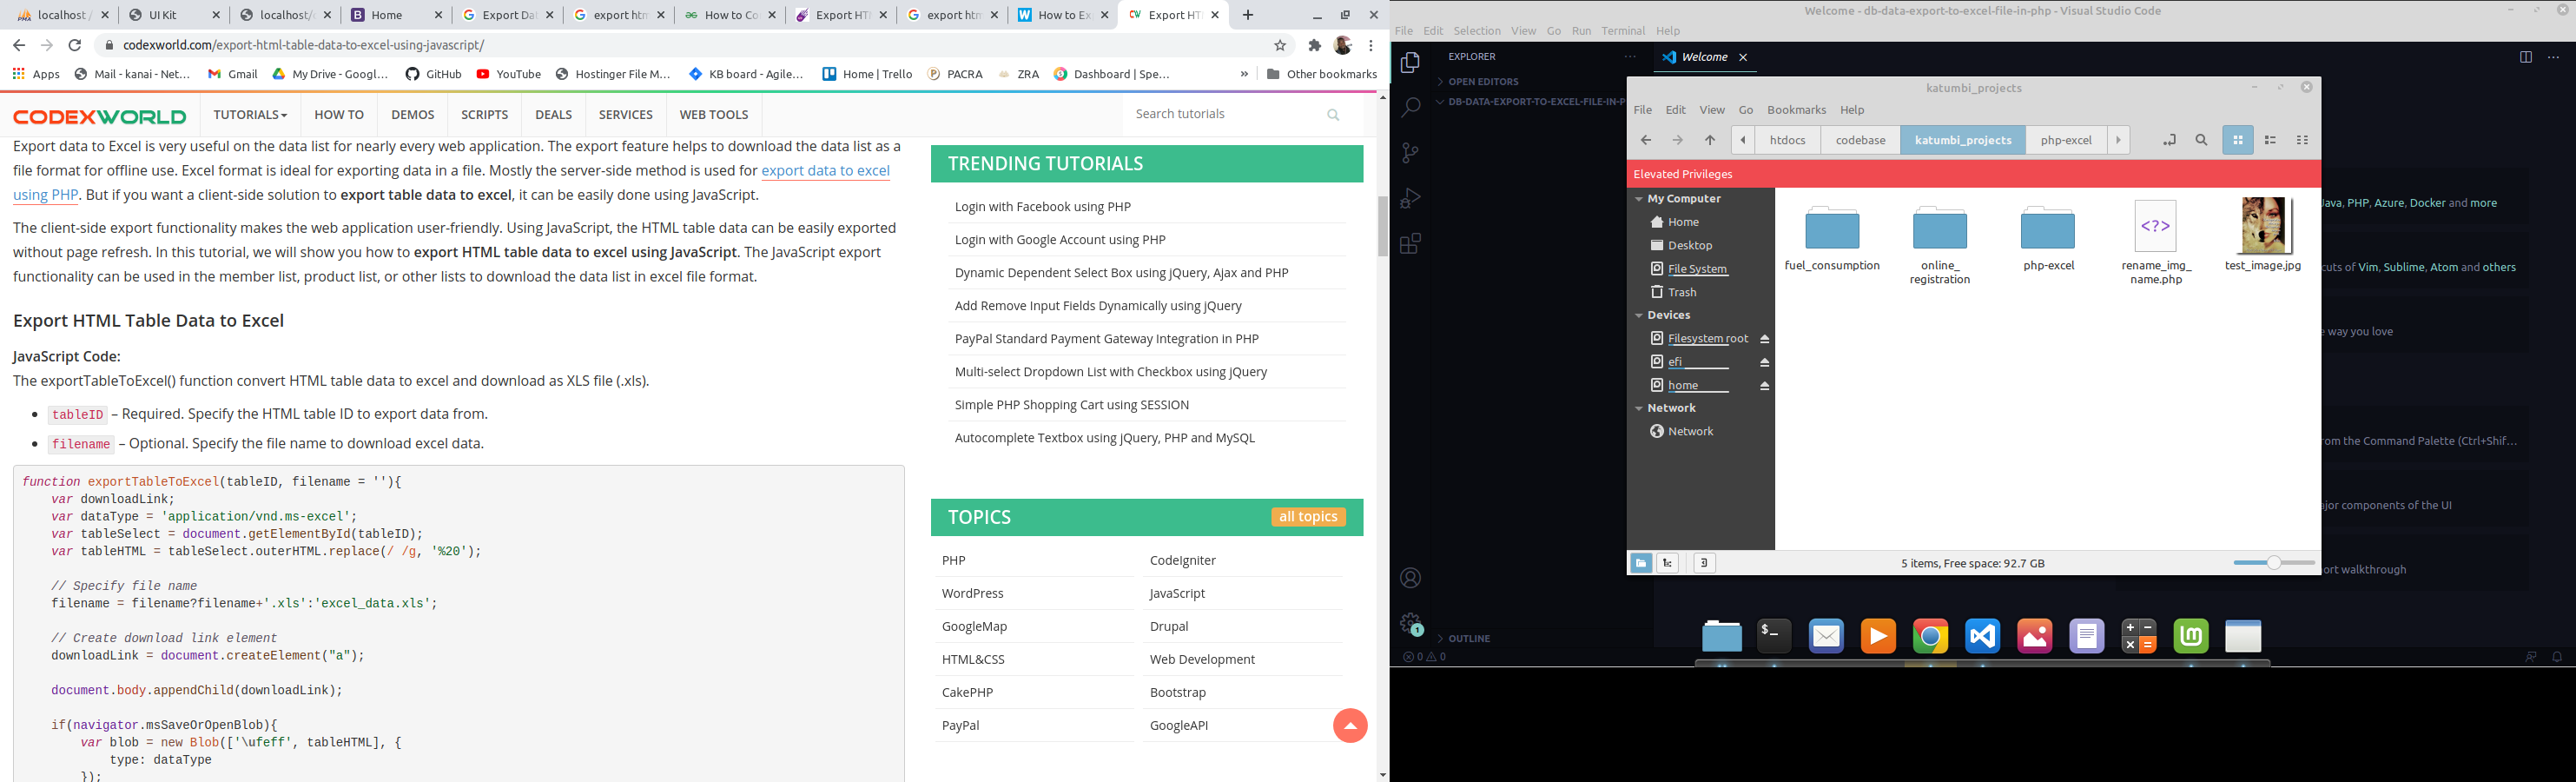 localhost /
UI Kit
localhost/
Home
Export Dat
export htm
How to Co
Export HT
export htm
How to Ex
Export HT
codexworld.com/export-html-table-data-to-excel-using-javascript/
Apps
Mail - kanai - Net...
Gmail
My Drive - Googl...
GitHub
YouTube
Hostinger File M...
KB board - Agile...
Home | Trello
PACRA
ZRA
Dashboard | Spe...
»
Other bookmarks
CODEXWORLD
TUTORIALS
HOW TO
DEMOS
SCRIPTS
DEALS
SERVICES
WEB TOOLS
Search tutorials
Export data to Excel is very useful on the data list for nearly every web application. The export feature helps to download the data list as a
file format for offline use. Excel format is ideal for exporting data in a file. Mostly the server-side method is used for export data to excel
using PHP. But if you want a client-side solution to export table data to excel, it can be easily done using JavaScript.
The client-side export functionality makes the web application user-friendly. Using JavaScript, the HTML table data can be easily exported
without page refresh. In this tutorial, we will show you how to export HTML table data to excel using JavaScript. The JavaScript export
functionality can be used in the member list, product list, or other lists to download the data list in excel file format.
Export HTML Table Data to Excel
JavaScript Code:
The exportTableToExcel() function convert HTML table data to excel and download as XLS file (.xls).
• tableID – Required. Specify the HTML table ID to export data from.
• filename – Optional. Specify the file name to download excel data.
function exportTableToExcel(tableID, filename = ''){
    var downloadLink;
    var dataType = 'application/vnd.ms-excel';
    var tableSelect = document.getElementById(tableID);
    var tableHTML = tableSelect.outerHTML.replace(/ /g, '%20');
    // Specify file name
    filename = filename?filename+'.xls':'excel_data.xls';
    // Create download link element
    downloadLink = document.createElement("a");
    document.body.appendChild(downloadLink);
    if(navigator.msSaveOrOpenBlob){
        var blob = new Blob(['\ufeff', tableHTML], {
            type: dataType
        });
TRENDING TUTORIALS
Login with Facebook using PHP
Login with Google Account using PHP
Dynamic Dependent Select Box using jQuery, Ajax and PHP
Add Remove Input Fields Dynamically using jQuery
PayPal Standard Payment Gateway Integration in PHP
Multi-select Dropdown List with Checkbox using jQuery
Simple PHP Shopping Cart using SESSION
Autocomplete Textbox using jQuery, PHP and MySQL
TOPICS
all topics
PHP
CodeIgniter
WordPress
JavaScript
GoogleMap
Drupal
HTML&CSS
Web Development
CakePHP
Bootstrap
PayPal
GoogleAPI
Welcome - db-data-export-to-excel-file-in-php - Visual Studio Code
File Edit Selection View Go Run Terminal Help
EXPLORER
Welcome
OPEN EDITORS
DB-DATA-EXPORT-TO-EXCEL-FILE-IN-P
OUTLINE
1
0 0
Java, PHP, Azure, Docker and more
cuts of Vim, Sublime, Atom and others
e way you love
rom the Command Palette (Ctrl+Shif...
ajor components of the UI
ort walkthrough
katumbi_projects
File Edit View Go Bookmarks Help
htdocs
codebase
katumbi_projects
php-excel
Elevated Privileges
My Computer
Home
Desktop
File System
Trash
Devices
Filesystem root
efi
home
Network
Network
<?>
fuel_consumption
online_
registration
php-excel
rename_img_
name.php
test_image.jpg
5 items, Free space: 92.7 GB